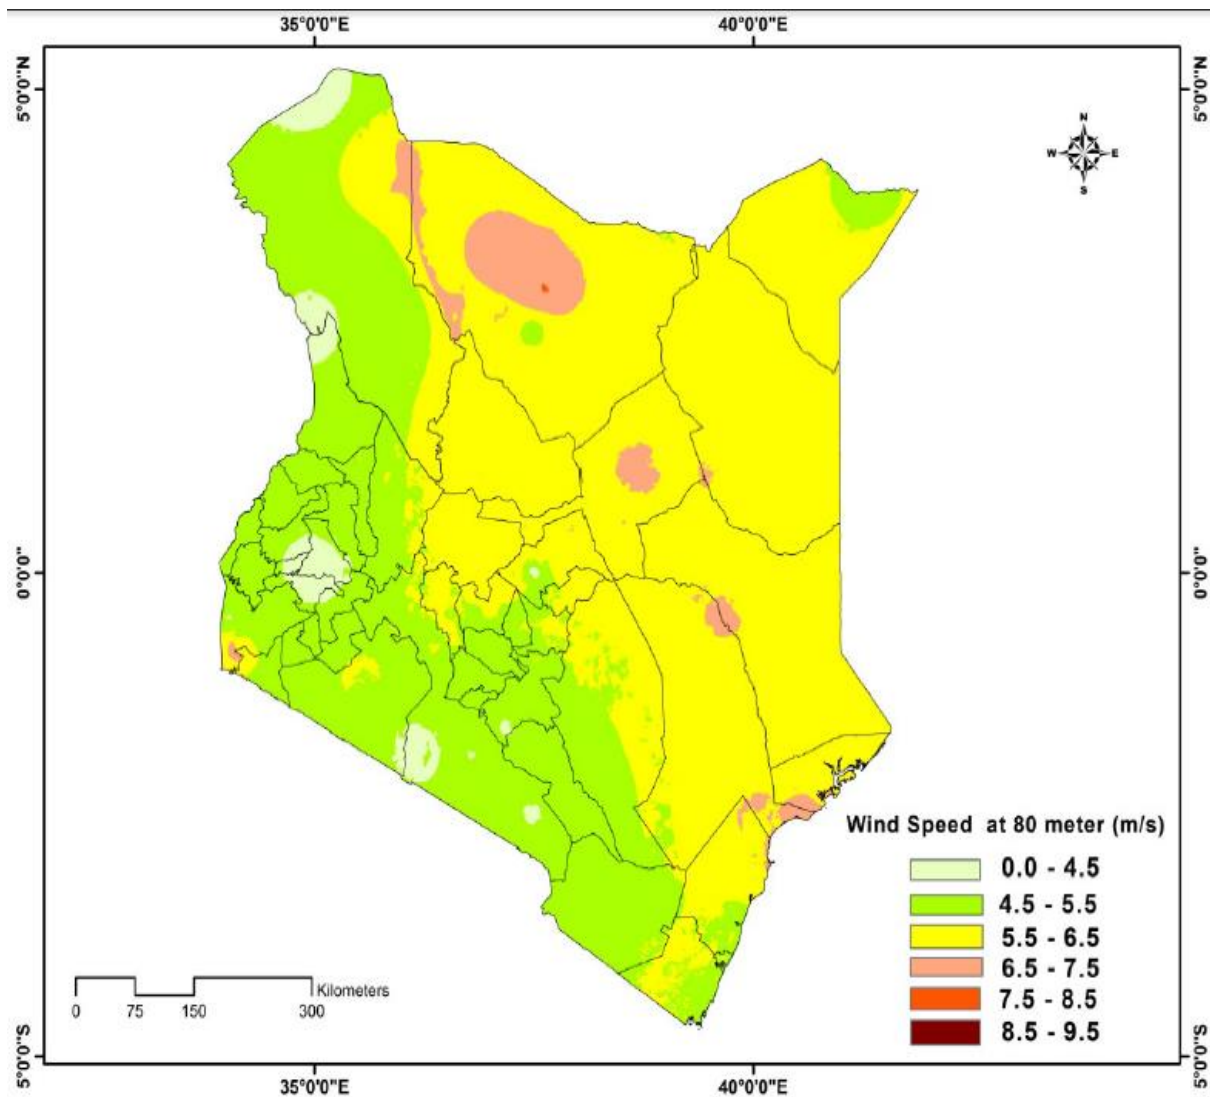 35°0'0"E 40°0'0"E
5°0'0"N 5°0'0"N
N
W E
S
0°0'0" 0°0'0"
Wind Speed at 80 meter (m/s)
0.0 - 4.5
4.5 - 5.5
5.5 - 6.5
6.5 - 7.5
7.5 - 8.5
8.5 - 9.5
Kilometers
0 75 150 300
5°0'0"S 5°0'0"S
35°0'0"E 40°0'0"E